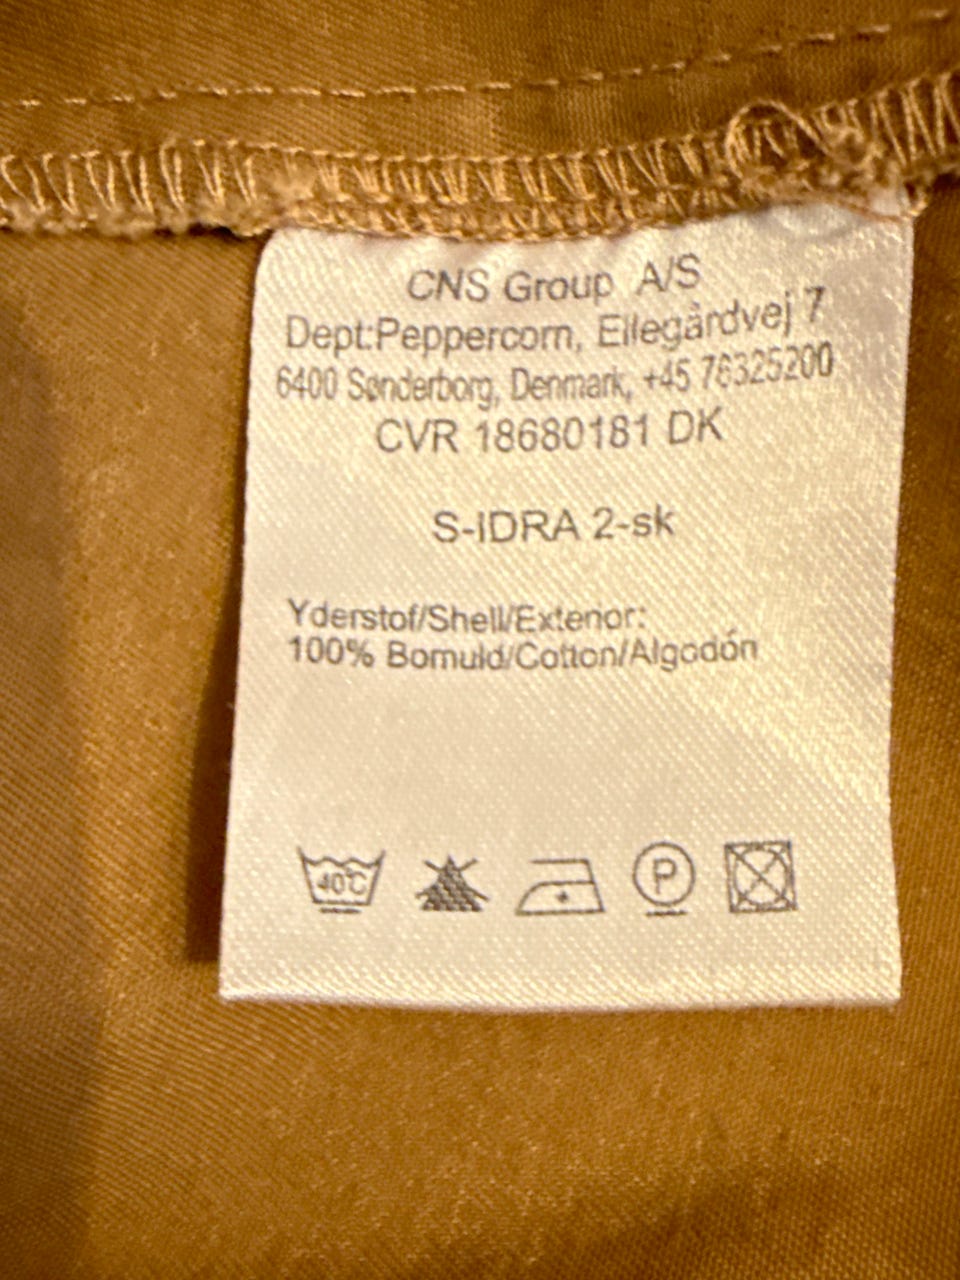 CNS Group A/S
Dept:Peppercorn, Ellegårdvej 7
6400 Sønderborg, Denmark, +45 76325200
CVR 18680181 DK
S-IDRA 2-sk
Yderstof/Shell/Exterior:
100% Bomuld/Cotton/Algodón
40°C P